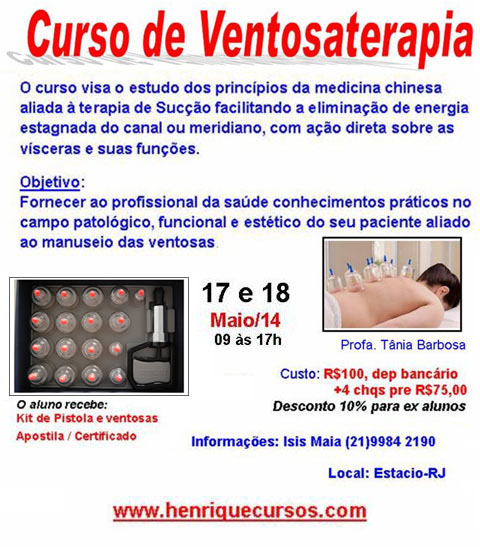 Curso de Ventosaterapia
O curso visa o estudo dos princípios da medicina chinesa
aliada à terapia de Sucção facilitando a eliminação de energia
estagnada do canal ou meridiano, com ação direta sobre as
vísceras e suas funções.
Objetivo:
Fornecer ao profissional da saúde conhecimentos práticos no
campo patológico, funcional e estético do seu paciente aliado
ao manuseio das ventosas.
17 e 18
Maio/14
09 às 17h
Profa. Tânia Barbosa
Custo: R$100, dep bancário
+4 chqs pre R$75,00
Desconto 10% para ex alunos
O aluno recebe:
Kit de Pistola e ventosas
Apostila / Certificado
Informações: Isis Maia (21)9984 2190
Local: Estacio-RJ
www.henriquecursos.com